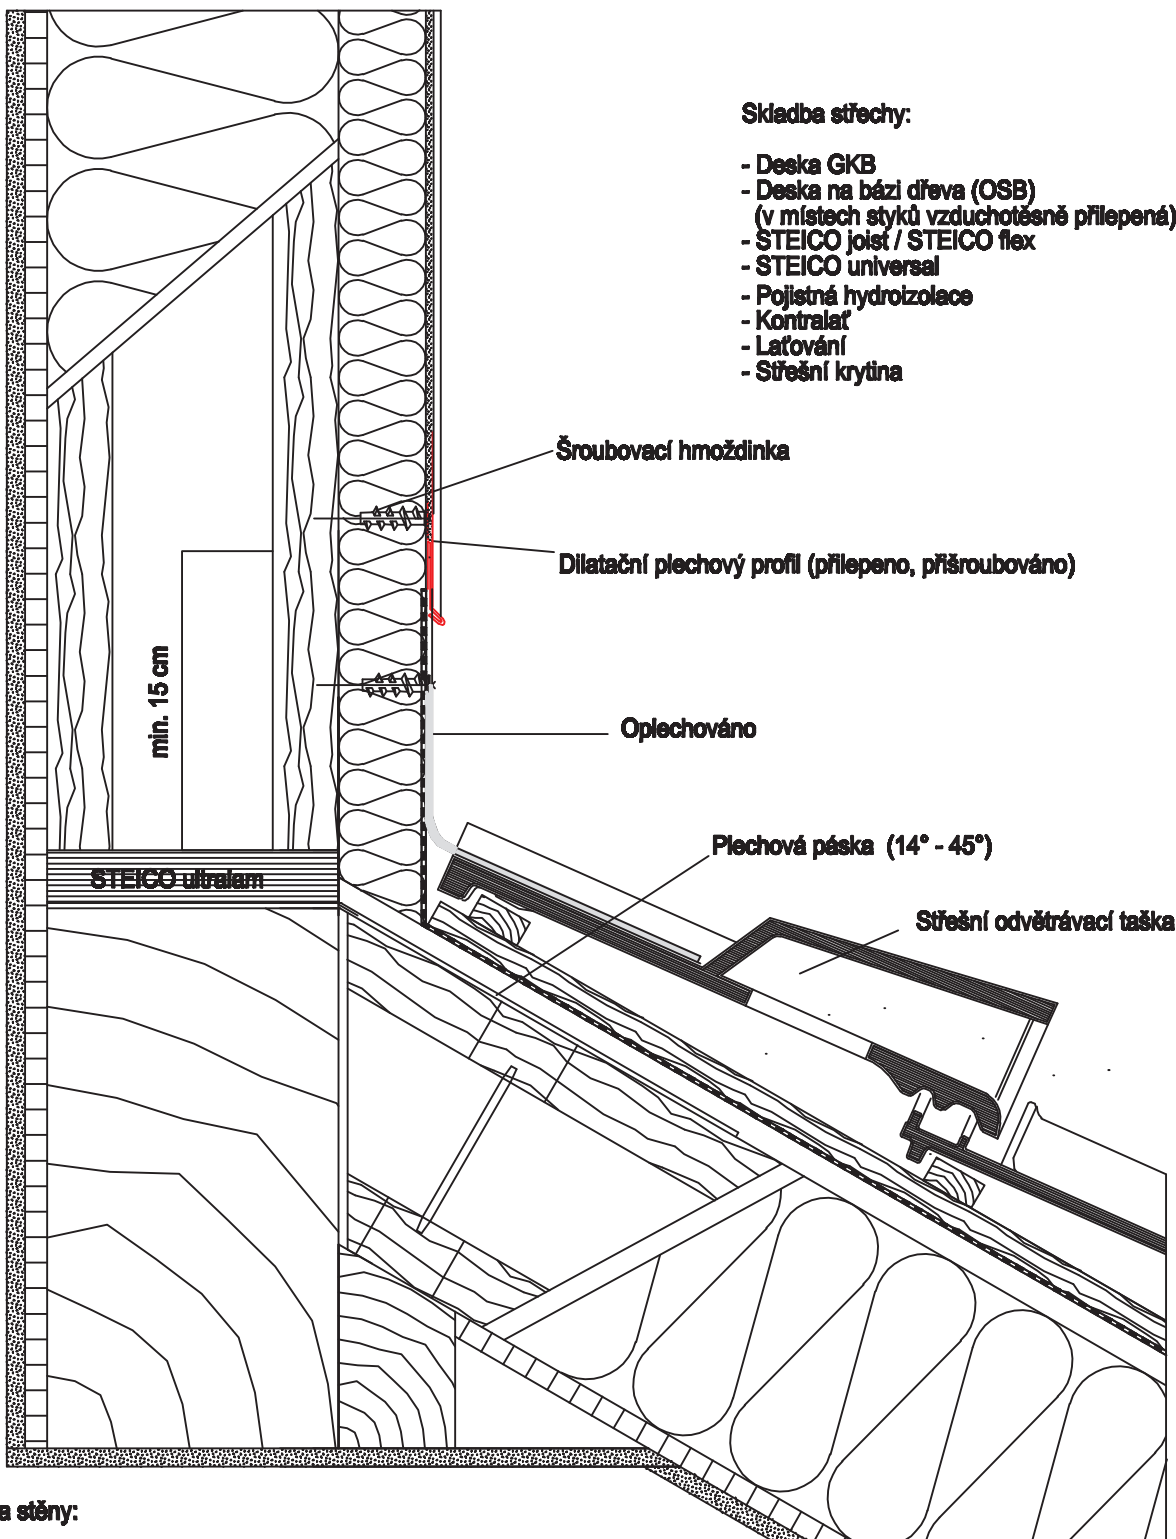 Skladba střechy:
- Deska GKB
- Deska na bázi dřeva (OSB)
(v místech styků vzduchotěsně přilepená)
- STEICO joist / STEICO flex
- STEICO universal
- Pojistná hydroizolace
- Kontralať
- Laťování
- Střešní krytina
Šroubovací hmoždinka
Dilatační plechový profil (přilepeno, přišroubováno)
min. 15 cm
Oplechováno
Plechová páska (14° - 45°)
STEICO ultralam
Střešní odvětrávací taška
a stěny: